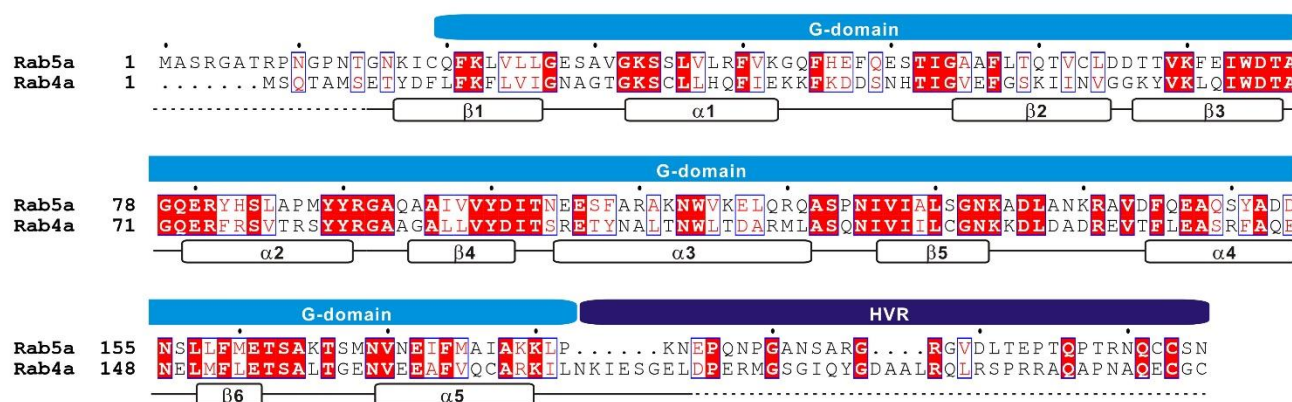 G-domain
Rab5a 1 MASRGATRPNGPNTGNKICQFKLVLLGESAVGKSSLVLRFVKGQFHEFQESTIGAAFLTQTVCLDDTTVKFEIWDTA
Rab4a 1 .......MSQTAMSETYDFLFKFLVIGNAGTGKSCLLHQFIEKKFKDDSNHTIGVEFGSKIINVGGKYVKLQIWDTA
β1 α1 β2 β3
G-domain
Rab5a 78 GQERYHSLAPMYYRGAQAAIVVYDITNEESFARAKNWVKELQRQASPNIVIALSGNKADLANKRAVDFQEAQSYADD
Rab4a 71 GQERFRSVTRSYYRGAAGALLVYDITSRETYNALTNWLTDARMLASQNIVIILCGNKKDLDADREVTFLEASRFAQE
α2 β4 α3 β5 α4
G-domain HVR
Rab5a 155 NSLLFMETSAKTSMNVNEIFMAIAKKLP......KNEPQNPGANSARG....RGVDLTEPTQPTRNQCCSN
Rab4a 148 NELMFLETSALTGENVEEAFVQCARKILNKIESGELDPERMGSGIQYGDAALRQLRSPRRAQAPNAQECGC
β6 α5